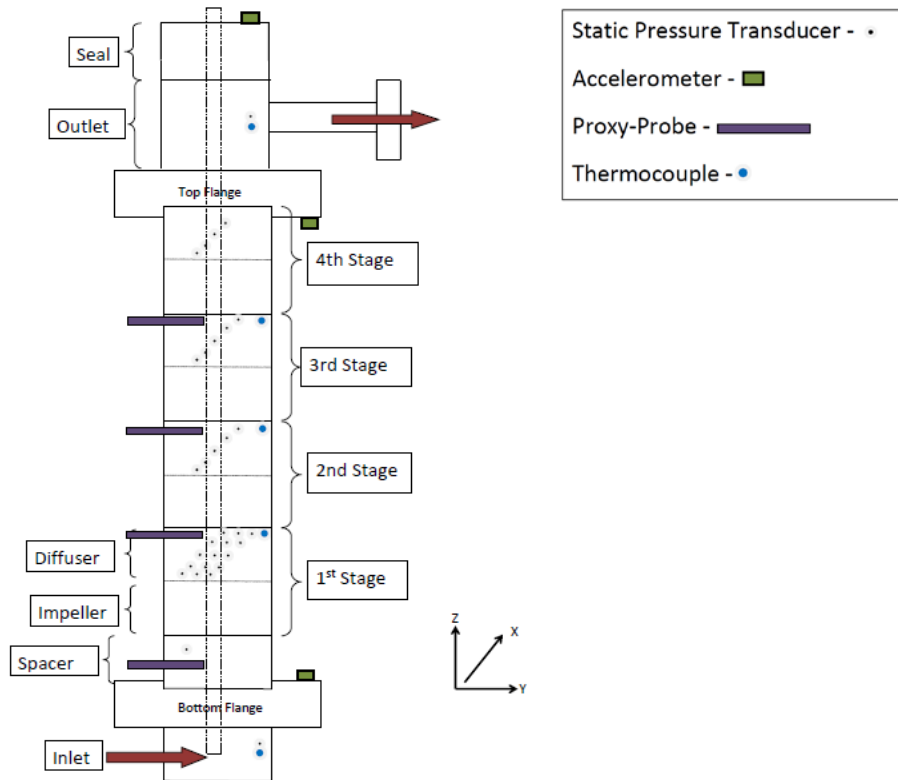 Seal
Outlet
Top Flange
4th Stage
3rd Stage
2nd Stage
Diffuser
1st Stage
Impeller
Spacer
Bottom Flange
Inlet
Static Pressure Transducer -
Accelerometer -
Proxy-Probe -
Thermocouple -
Z
X
Y